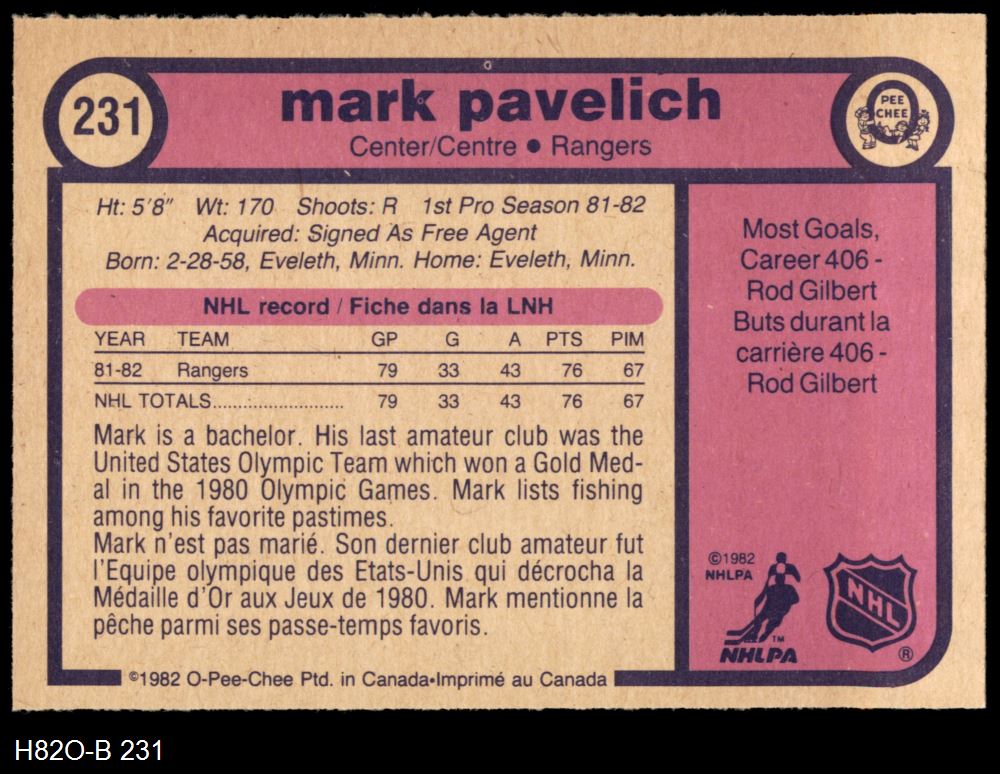 231
mark pavelich
PEE
CHEE
Center/Centre • Rangers
Ht: 5'8" Wt: 170 Shoots: R 1st Pro Season 81-82
Acquired: Signed As Free Agent
Born: 2-28-58, Eveleth, Minn. Home: Eveleth, Minn.
NHL record / Fiche dans la LNH
YEAR TEAM GP G A PTS PIM
81-82 Rangers 79 33 43 76 67
NHL TOTALS...................... 79 33 43 76 67
Mark is a bachelor. His last amateur club was the
United States Olympic Team which won a Gold Med-
al in the 1980 Olympic Games. Mark lists fishing
among his favorite pastimes.
Mark n'est pas marié. Son dernier club amateur fut
l'Equipe olympique des Etats-Unis qui décrocha la
Médaille d'Or aux Jeux de 1980. Mark mentionne la
pêche parmi ses passe-temps favoris.
©1982 O-Pee-Chee Ptd. in Canada•Imprimé au Canada
Most Goals,
Career 406 -
Rod Gilbert
Buts durant la
carrière 406 -
Rod Gilbert
©1982
NHLPA
TM
NHLPA
NHL
®
H82O-B 231